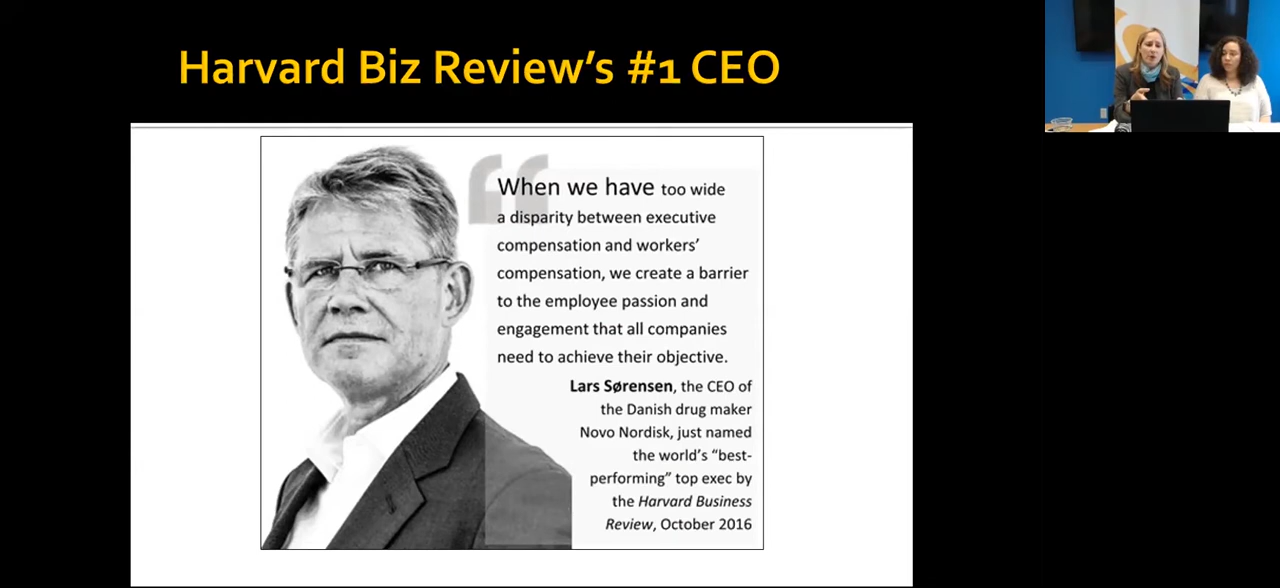 Harvard Biz Review's #1 CEO
“
When we have too wide
a disparity between executive
compensation and workers'
compensation, we create a barrier
to the employee passion and
engagement that all companies
need to achieve their objective.
Lars Sørensen, the CEO of
the Danish drug maker
Novo Nordisk, just named
the world's “best-
performing” top exec by
the Harvard Business
Review, October 2016